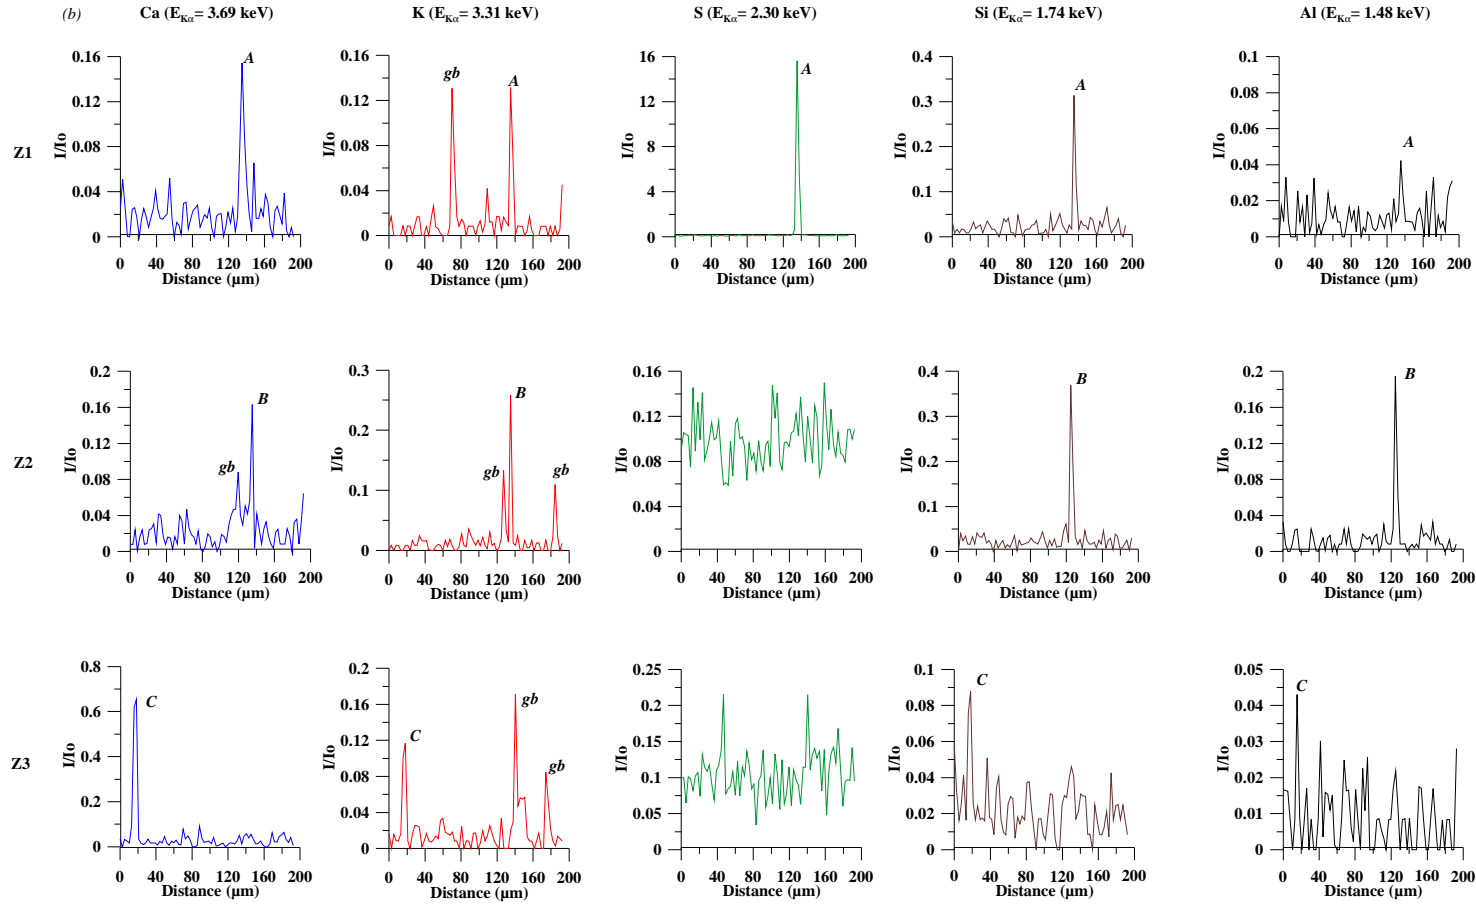 (b) Ca (E_Kα= 3.69 keV) K (E_Kα= 3.31 keV) S (E_Kα= 2.30 keV) Si (E_Kα= 1.74 keV) Al (E_Kα= 1.48 keV)
Z1
I/Io
0.16
0.12
0.08
0.04
0
A
0 40 80 120 160 200
Distance (µm)
I/Io
0.16
0.12
0.08
0.04
0
gb A
0 40 80 120 160 200
Distance (µm)
I/Io
16
12
8
4
0
A
0 40 80 120 160 200
Distance (µm)
I/Io
0.4
0.3
0.2
0.1
0
A
0 40 80 120 160 200
Distance (µm)
I/Io
0.1
0.08
0.06
0.04
0.02
0
A
0 40 80 120 160 200
Distance (µm)
Z2
I/Io
0.2
0.16
0.12
0.08
0.04
0
gb B
0 40 80 120 160 200
Distance (µm)
I/Io
0.3
0.2
0.1
0
gb B gb
0 40 80 120 160 200
Distance (µm)
I/Io
0.16
0.12
0.08
0.04
0
0 40 80 120 160 200
Distance (µm)
I/Io
0.4
0.3
0.2
0.1
0
B
0 40 80 120 160 200
Distance (µm)
I/Io
0.2
0.16
0.12
0.08
0.04
0
B
0 40 80 120 160 200
Distance (µm)
Z3
I/Io
0.8
0.6
0.4
0.2
0
C
0 40 80 120 160 200
Distance (µm)
I/Io
0.2
0.16
0.12
0.08
0.04
0
C gb gb
0 40 80 120 160 200
Distance (µm)
I/Io
0.25
0.2
0.15
0.1
0.05
0
0 40 80 120 160 200
Distance (µm)
I/Io
0.1
0.08
0.06
0.04
0.02
0
C
0 40 80 120 160 200
Distance (µm)
I/Io
0.05
0.04
0.03
0.02
0.01
0
C
0 40 80 120 160 200
Distance (µm)